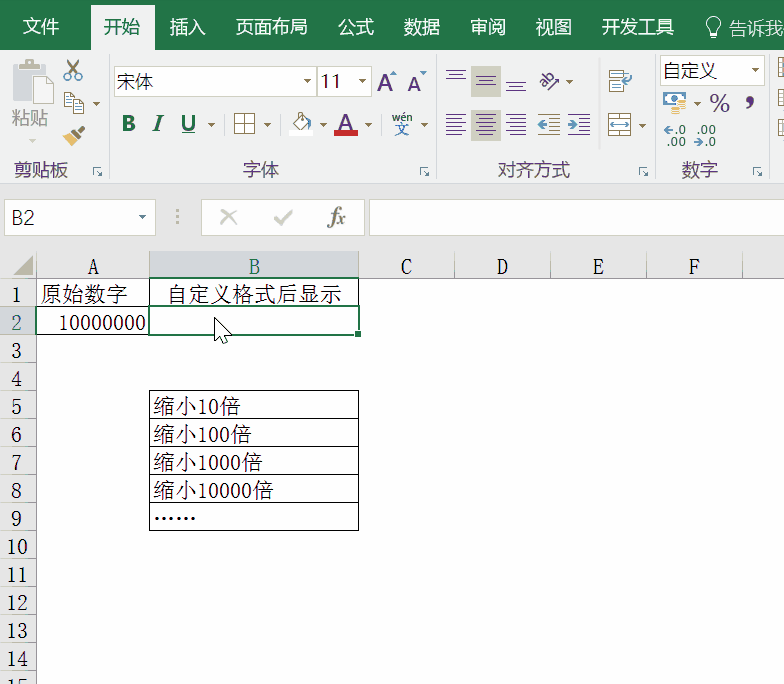 文件 开始 插入 页面布局 公式 数据 审阅 视图 开发工具 告诉我
粘贴 宋体 11 A A 自定义
B I U A wén 文 % ,
←.0 .00 .00 →.0
剪贴板 字体 对齐方式 数字
B2 fx
A B C D E F
1 原始数字 自定义格式后显示
2 10000000
3
4
5 缩小10倍
6 缩小100倍
7 缩小1000倍
8 缩小10000倍
9 ……
10
11
12
13
14
15